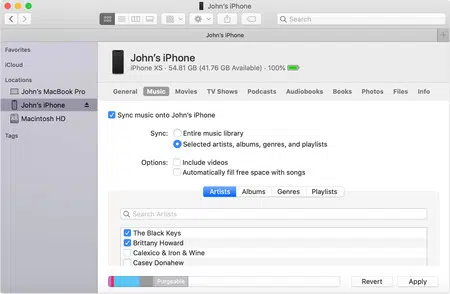 John's iPhone
Search
John's iPhone
Favorites
iCloud
Locations
John's MacBook Pro
John's iPhone
Macintosh HD
Tags
John's iPhone
iPhone XS · 54.81 GB (41.76 GB Available) · 100%
General Music Movies TV Shows Podcasts Audiobooks Books Photos Files Info
Sync music onto John's iPhone
Sync: Entire music library
Selected artists, albums, genres, and playlists
Options: Include videos
Automatically fill free space with songs
Artists Albums Genres Playlists
Search Artists
The Black Keys
Brittany Howard
Calexico & Iron & Wine
Casey Donahew
Purgeable
Revert Apply